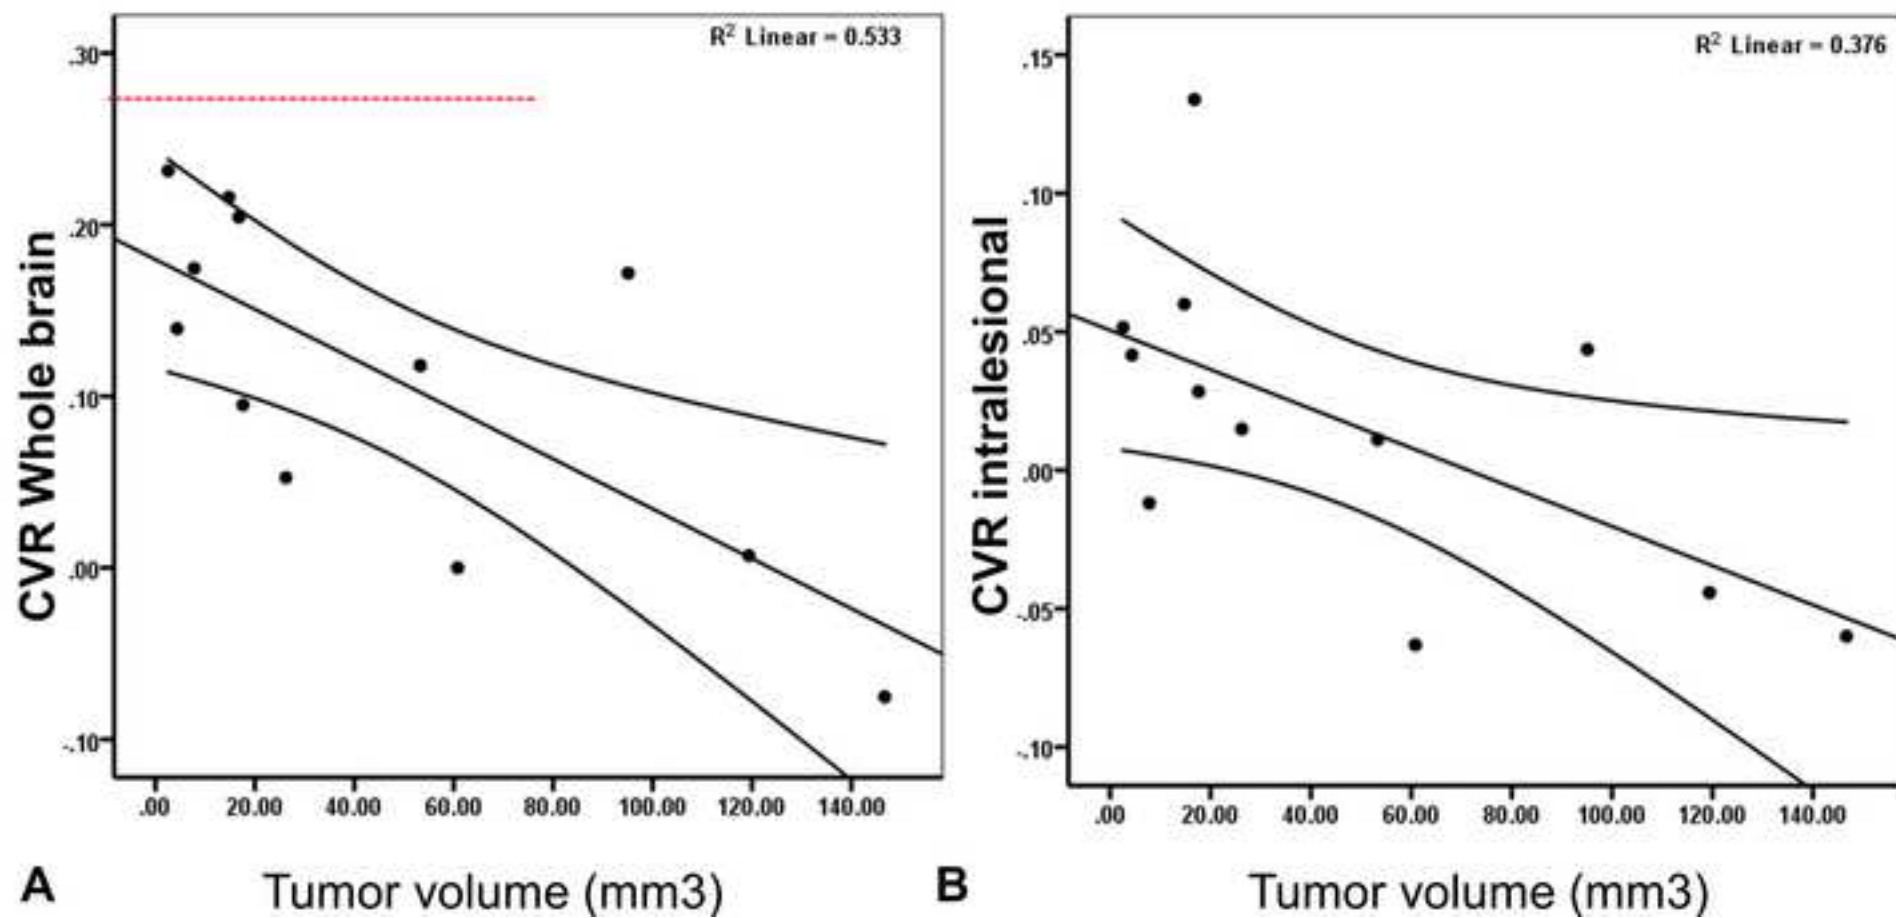 R² Linear = 0.533
.30
.20
.10
.00
-.10
CVR Whole brain
.00 20.00 40.00 60.00 80.00 100.00 120.00 140.00
A Tumor volume (mm3)
R² Linear = 0.376
.15
.10
.05
.00
-.05
-.10
CVR intralesional
.00 20.00 40.00 60.00 80.00 100.00 120.00 140.00
B Tumor volume (mm3)